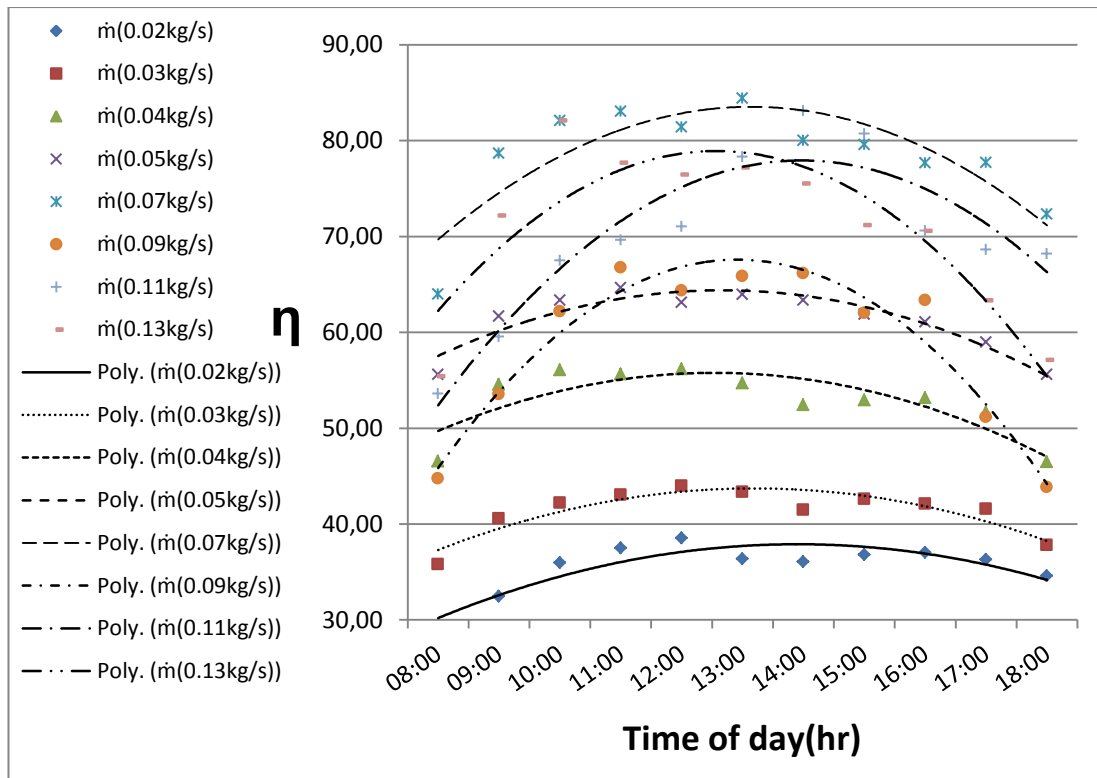 ṁ(0.02kg/s)
ṁ(0.03kg/s)
ṁ(0.04kg/s)
ṁ(0.05kg/s)
ṁ(0.07kg/s)
ṁ(0.09kg/s)
ṁ(0.11kg/s)
ṁ(0.13kg/s)
Poly. (ṁ(0.02kg/s))
Poly. (ṁ(0.03kg/s))
Poly. (ṁ(0.04kg/s))
Poly. (ṁ(0.05kg/s))
Poly. (ṁ(0.07kg/s))
Poly. (ṁ(0.09kg/s))
Poly. (ṁ(0.11kg/s))
Poly. (ṁ(0.13kg/s))
η
90,00
80,00
70,00
60,00
50,00
40,00
30,00
08:00
09:00
10:00
11:00
12:00
13:00
14:00
15:00
16:00
17:00
18:00
Time of day(hr)